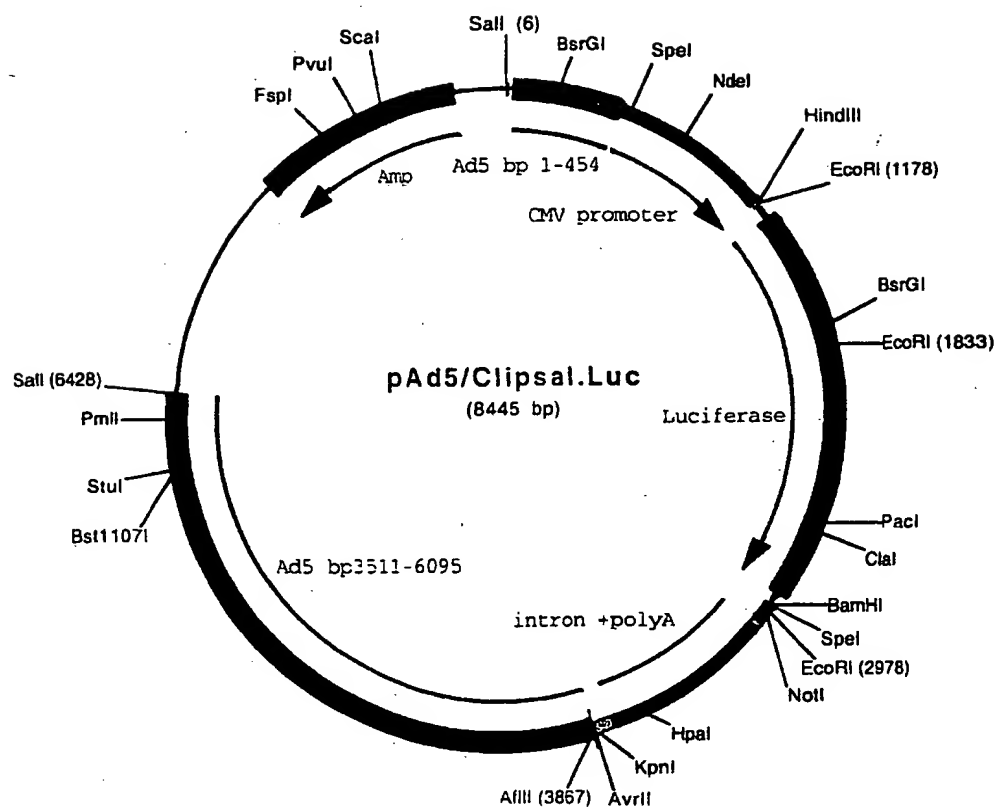 SalI (6)
ScaI
BsrGI
SpeI
PvuI
NdeI
FspI
HindIII
EcoRI (1178)
Amp
Ad5 bp 1-454
CMV promoter
BsrGI
EcoRI (1833)
SalI (6428)
pAd5/Clipsal.Luc
(8445 bp)
PmlI
Luciferase
StuI
Bst1107I
PacI
ClaI
Ad5 bp3511-6095
BamHI
intron +polyA
SpeI
EcoRI (2978)
NotI
HpaI
KpnI
AflII (3867)
AvrII